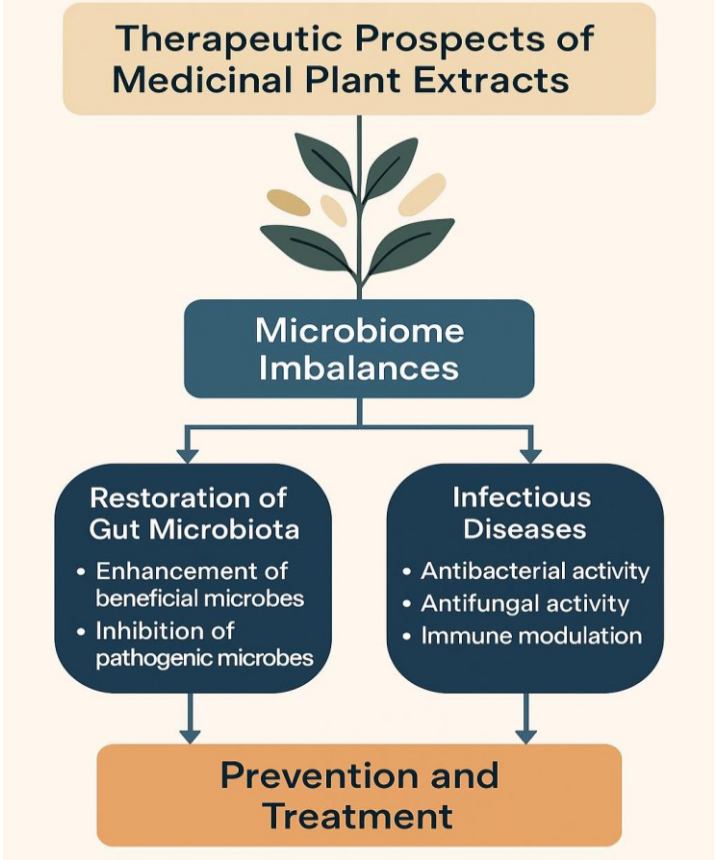 Therapeutic Prospects of
Medicinal Plant Extracts
Microbiome
Imbalances
Restoration of
Gut Microbiota
• Enhancement of
beneficial microbes
• Inhibition of
pathogenic microbes
Infectious
Diseases
• Antibacterial activity
• Antifungal activity
• Immune modulation
Prevention and
Treatment